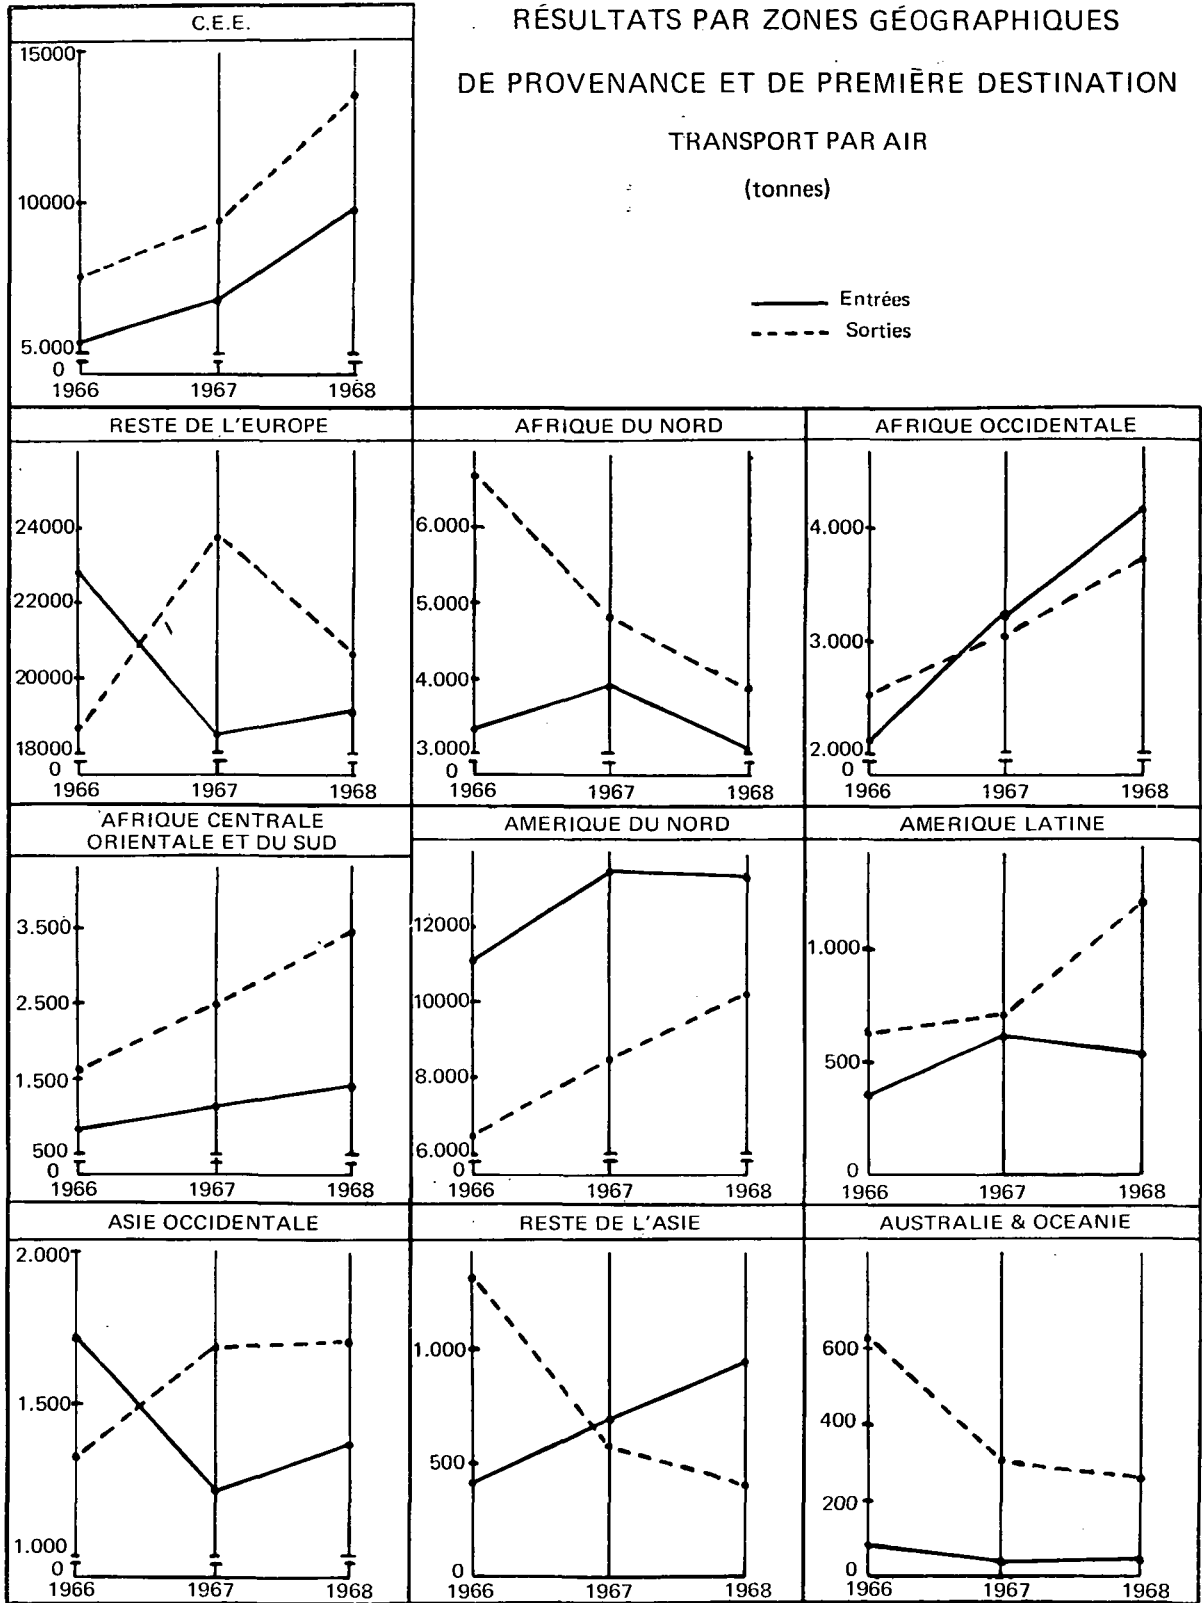 RÉSULTATS PAR ZONES GÉOGRAPHIQUES
DE PROVENANCE ET DE PREMIÈRE DESTINATION
TRANSPORT PAR AIR
(tonnes)
Entrées
Sorties
C.E.E.
15000
10000
5.000
0
1966 1967 1968
RESTE DE L'EUROPE
24000
22000
20000
18000
0
1966 1967 1968
AFRIQUE DU NORD
6.000
5.000
4.000
3.000
0
1966 1967 1968
AFRIQUE OCCIDENTALE
4.000
3.000
2.000
0
1966 1967 1968
AFRIQUE CENTRALE
ORIENTALE ET DU SUD
3.500
2.500
1.500
500
0
1966 1967 1968
AMERIQUE DU NORD
12000
10000
8.000
6.000
0
1966 1967 1968
AMERIQUE LATINE
1.000
500
0
1966 1967 1968
ASIE OCCIDENTALE
2.000
1.500
1.000
0
1966 1967 1968
RESTE DE L'ASIE
1.000
500
0
1966 1967 1968
AUSTRALIE & OCEANIE
600
400
200
0
1966 1967 1968